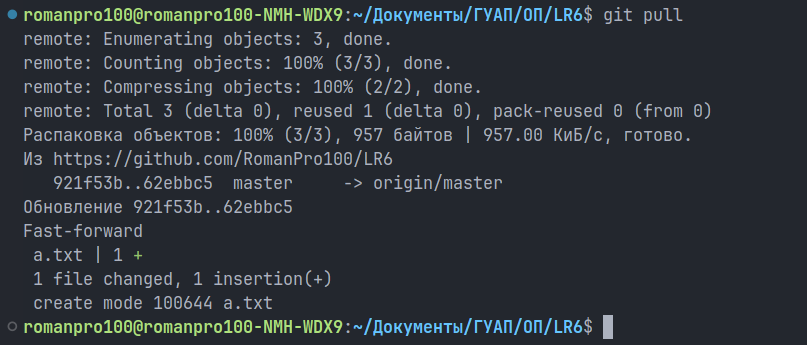 romanpro100@romanpro100-NMH-WDX9:~/Документы/ГУАП/ОП/LR6$ git pull
remote: Enumerating objects: 3, done.
remote: Counting objects: 100% (3/3), done.
remote: Compressing objects: 100% (2/2), done.
remote: Total 3 (delta 0), reused 1 (delta 0), pack-reused 0 (from 0)
Распаковка объектов: 100% (3/3), 957 байтов | 957.00 КиБ/с, готово.
Из https://github.com/RomanPro100/LR6
   921f53b..62ebbc5  master     -> origin/master
Обновление 921f53b..62ebbc5
Fast-forward
 a.txt | 1 +
 1 file changed, 1 insertion(+)
 create mode 100644 a.txt
romanpro100@romanpro100-NMH-WDX9:~/Документы/ГУАП/ОП/LR6$